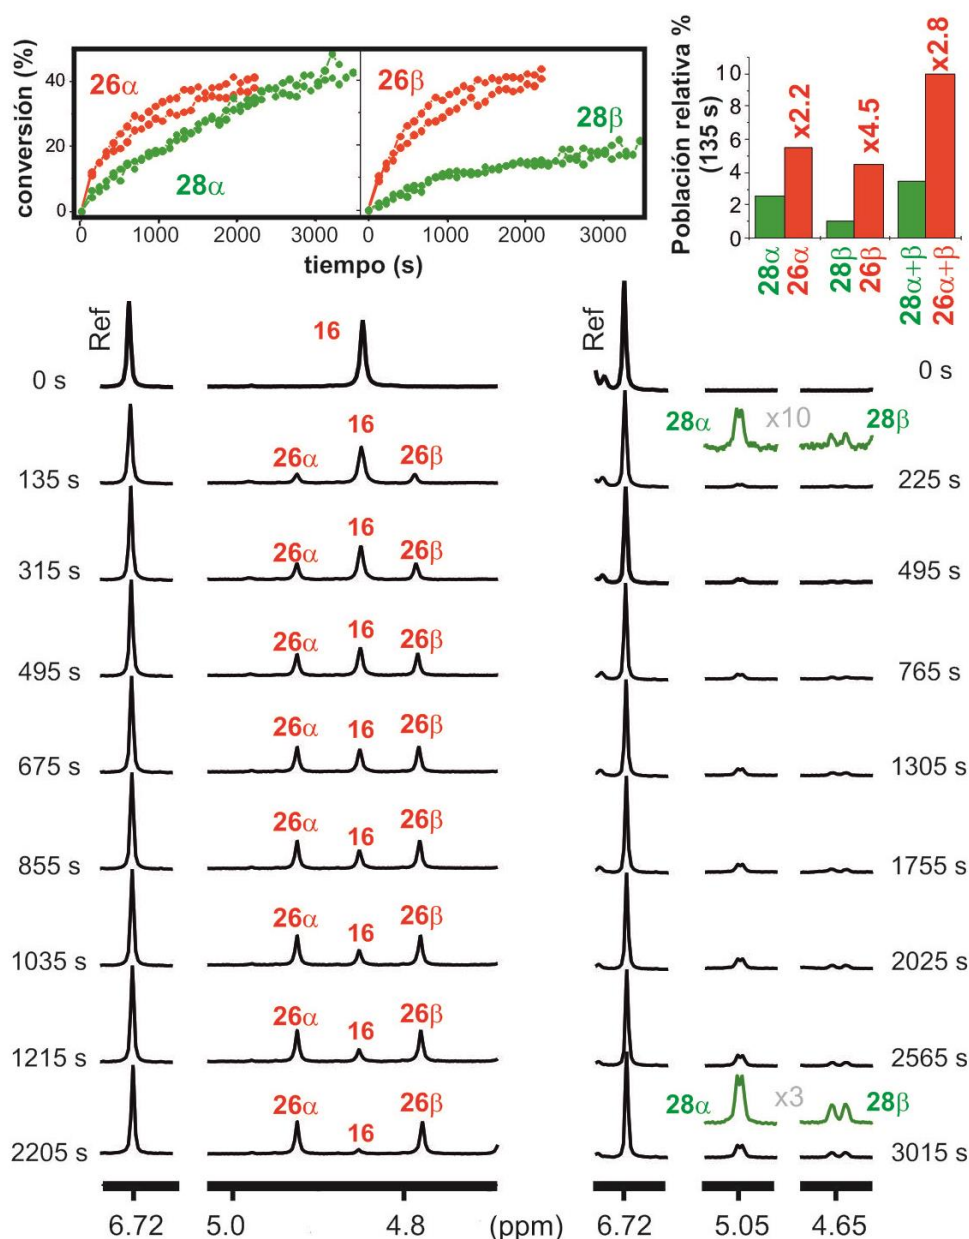 conversión (%)
40
20
0
26α
28α
26β
28β
0 1000 2000 3000 0 1000 2000 3000
tiempo (s)
Población relativa %
(135 s)
10
8
6
4
2
0
x2.2
x4.5
x2.8
28α
26α
28β
26β
28α+β
26α+β
Ref
16
0 s
135 s
26α
16
26β
315 s
26α
16
26β
495 s
26α
16
26β
675 s
26α
16
26β
855 s
26α
16
26β
1035 s
26α
16
26β
1215 s
26α
16
26β
2205 s
26α
16
26β
6.72 5.0 4.8 (ppm)
Ref
0 s
28α x10 28β
225 s
495 s
765 s
1305 s
1755 s
2025 s
2565 s
28α x3 28β
3015 s
6.72 5.05 4.65